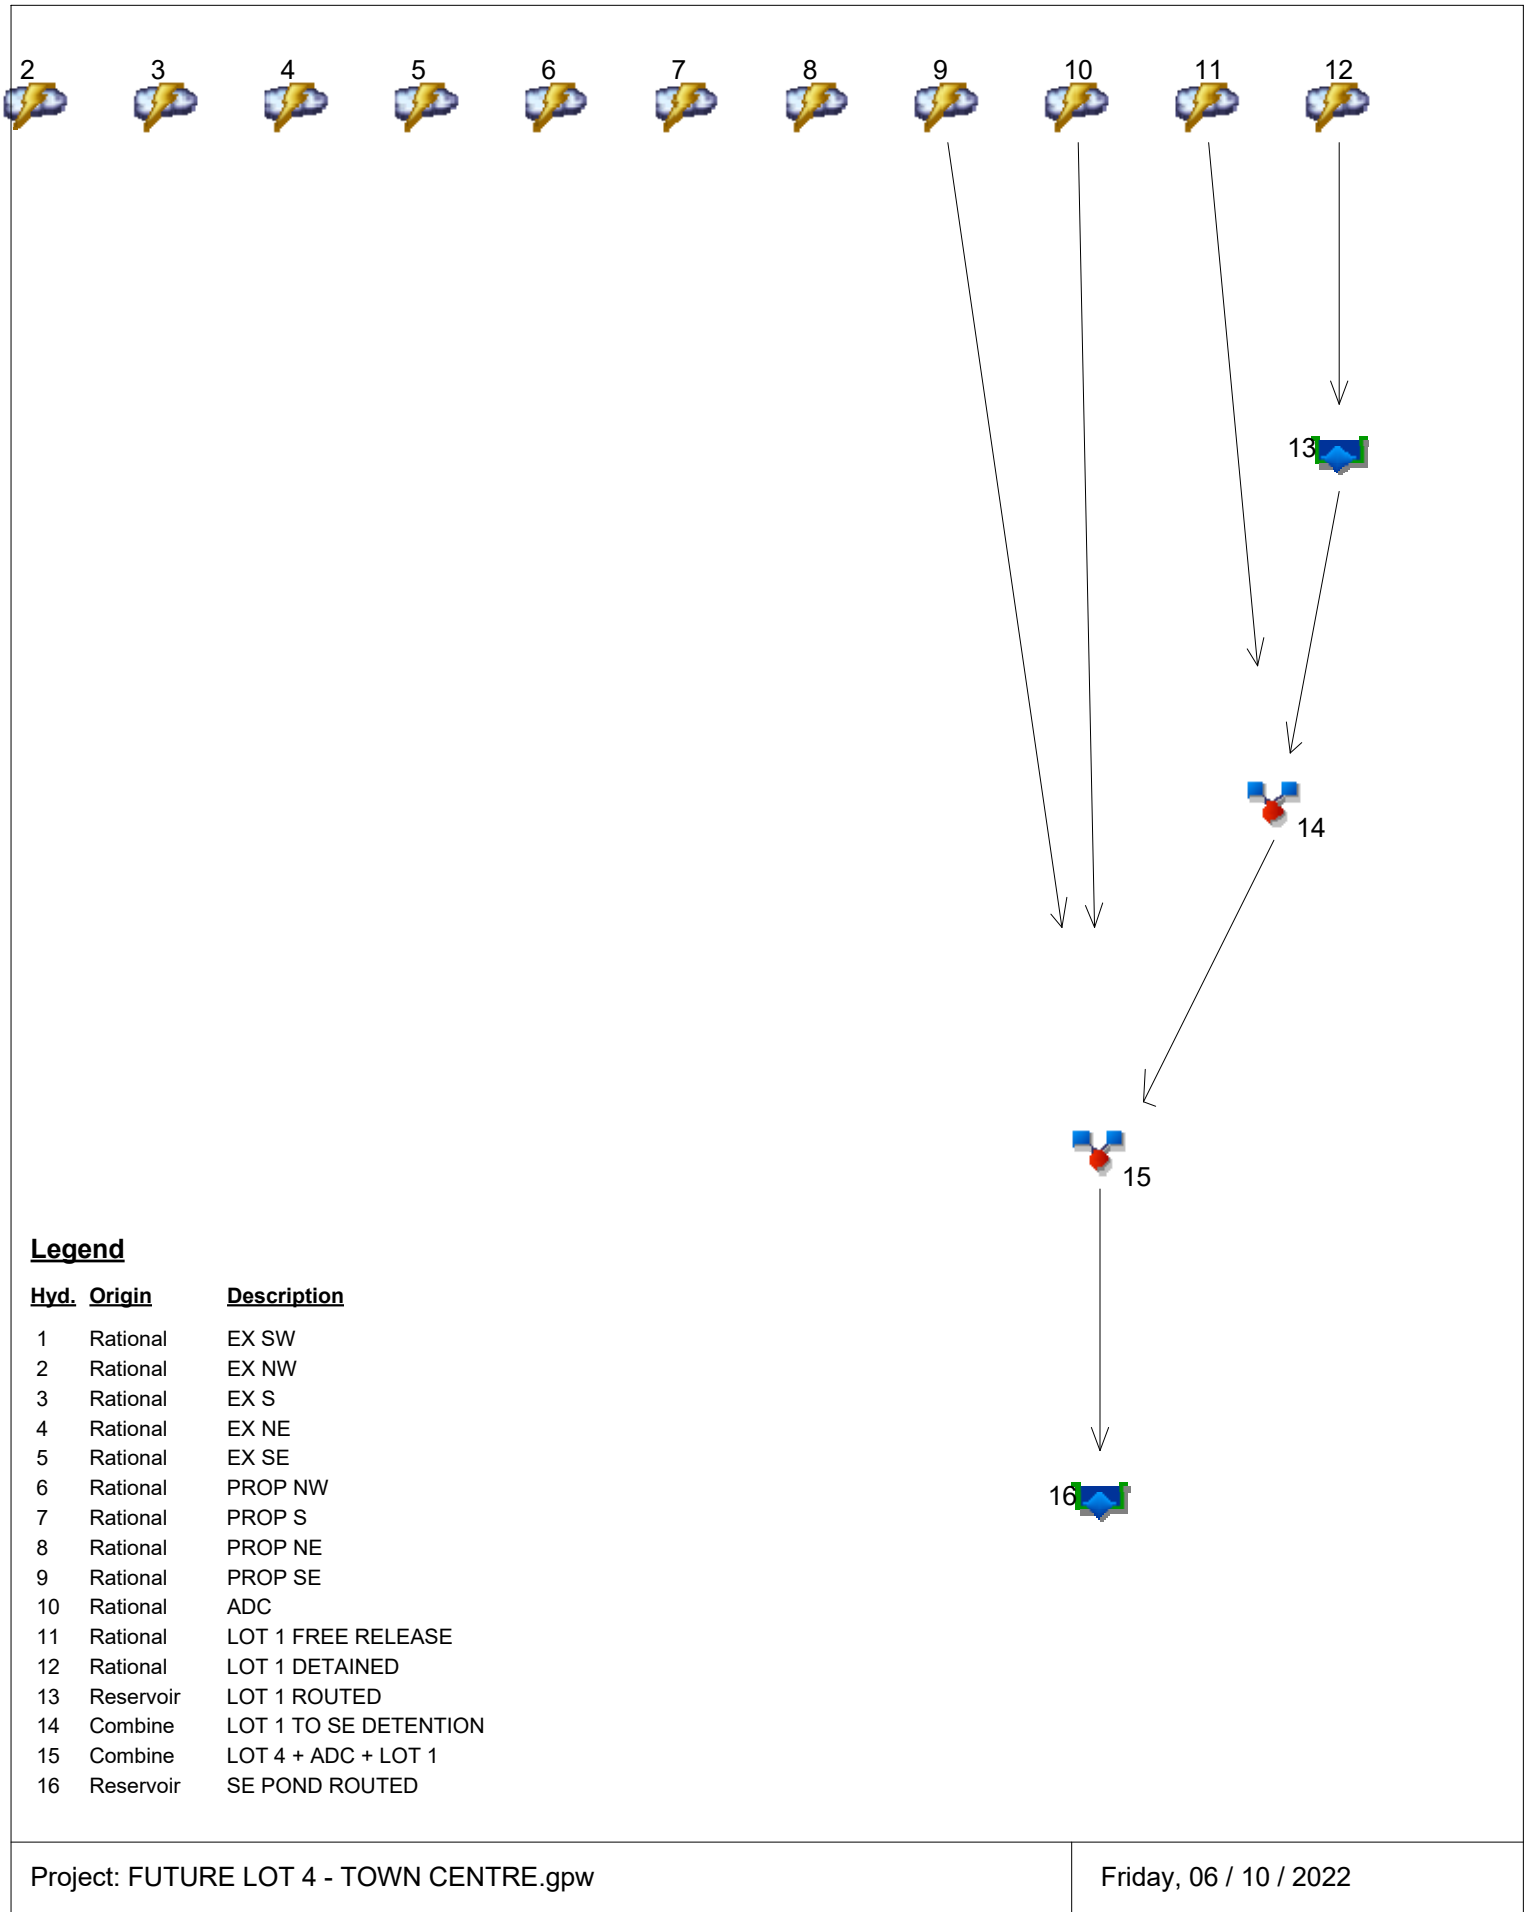 2 3 4 5 6 7 8 9 10 11 12
13
14
15
16
Legend
Hyd. Origin Description
1 Rational EX SW
2 Rational EX NW
3 Rational EX S
4 Rational EX NE
5 Rational EX SE
6 Rational PROP NW
7 Rational PROP S
8 Rational PROP NE
9 Rational PROP SE
10 Rational ADC
11 Rational LOT 1 FREE RELEASE
12 Rational LOT 1 DETAINED
13 Reservoir LOT 1 ROUTED
14 Combine LOT 1 TO SE DETENTION
15 Combine LOT 4 + ADC + LOT 1
16 Reservoir SE POND ROUTED
Project: FUTURE LOT 4 - TOWN CENTRE.gpw Friday, 06 / 10 / 2022